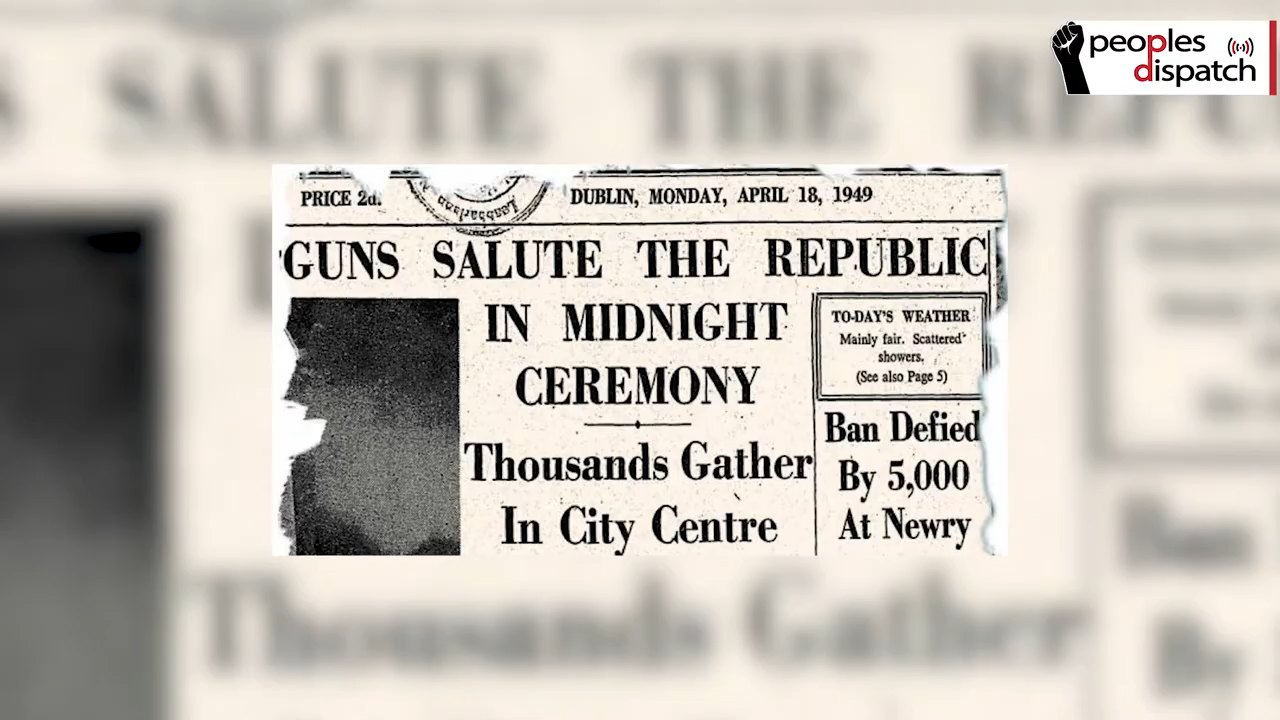 peoples
dispatch
PRICE 2d.
DUBLIN, MONDAY, APRIL 18, 1949
GUNS SALUTE THE REPUBLIC
IN MIDNIGHT
CEREMONY
Thousands Gather
In City Centre
TO-DAY'S WEATHER
Mainly fair. Scattered
showers.
(See also Page 5)
Ban Defied
By 5,000
At Newry